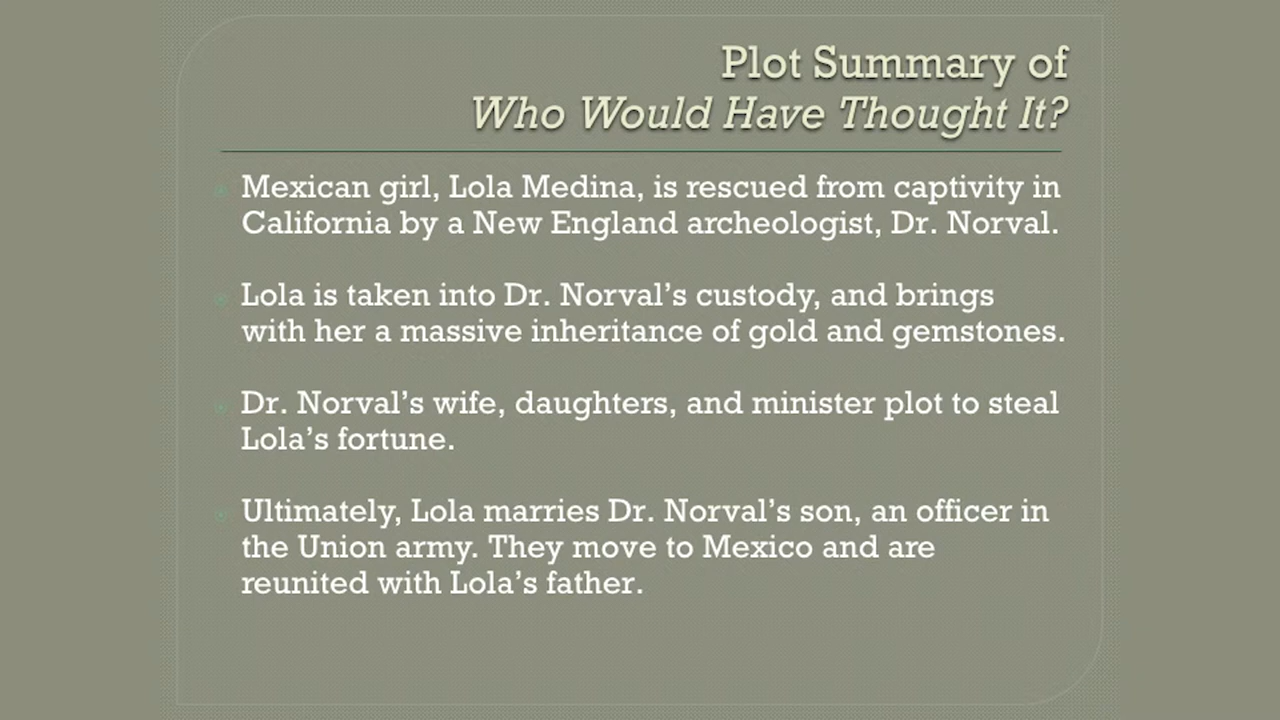 Plot Summary of
Who Would Have Thought It?
Mexican girl, Lola Medina, is rescued from captivity in
California by a New England archeologist, Dr. Norval.
Lola is taken into Dr. Norval’s custody, and brings
with her a massive inheritance of gold and gemstones.
Dr. Norval’s wife, daughters, and minister plot to steal
Lola’s fortune.
Ultimately, Lola marries Dr. Norval’s son, an officer in
the Union army. They move to Mexico and are
reunited with Lola’s father.